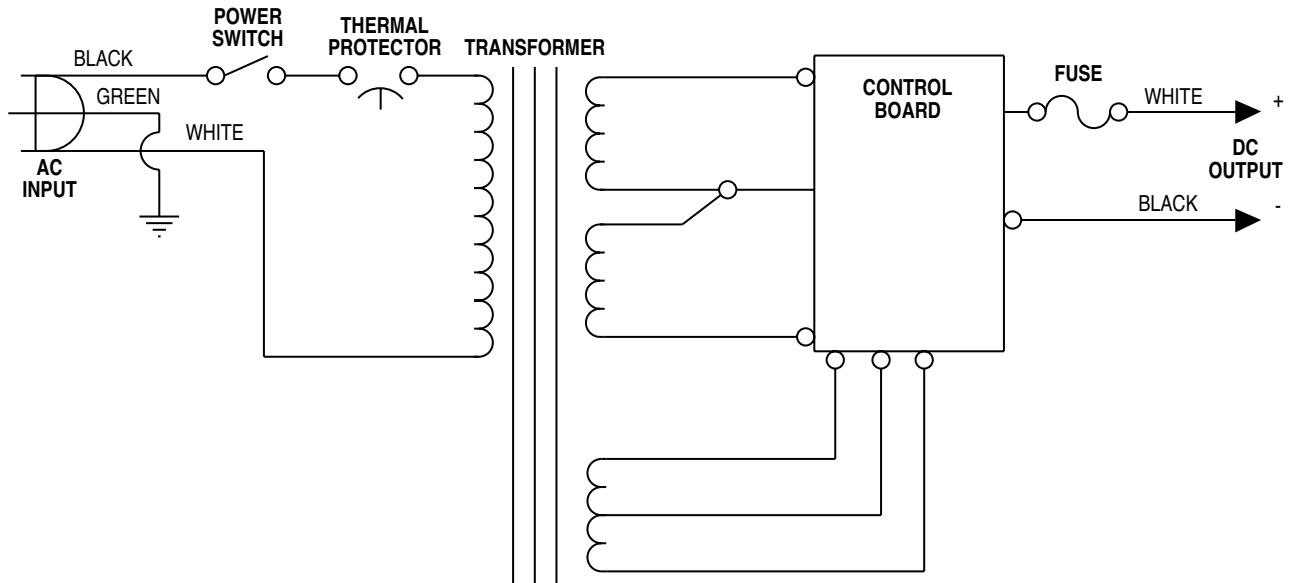 POWER
SWITCH
THERMAL
PROTECTOR
TRANSFORMER
BLACK
GREEN
WHITE
AC
INPUT
CONTROL
BOARD
FUSE
WHITE
+
DC
OUTPUT
BLACK
-